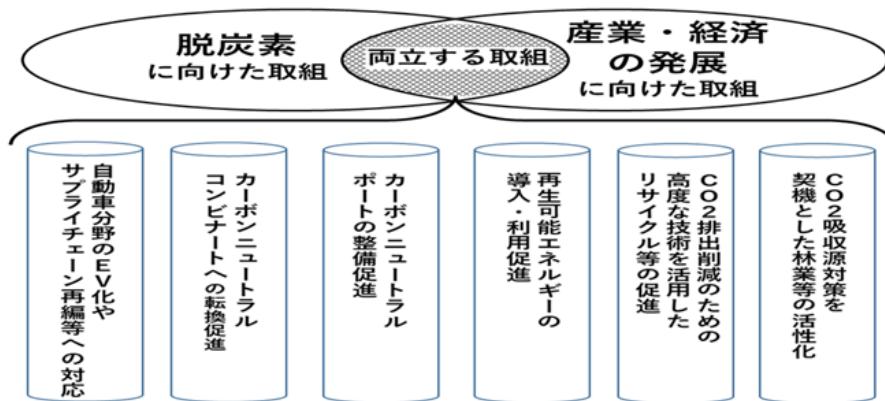 脱炭素
に向けた取組
両立する取組
産業・経済
の発展
に向けた取組
自動車分野のEV化や
サプライチェーン再編等への対応
カーボンニュートラル
コンビナートへの転換促進
カーボンニュートラル
ポートの整備促進
再生可能エネルギーの
導入・利用促進
CO2排出削減のための
高度な技術を活用した
リサイクル等の促進
CO2吸収源対策を
契機とした林業等の活性化